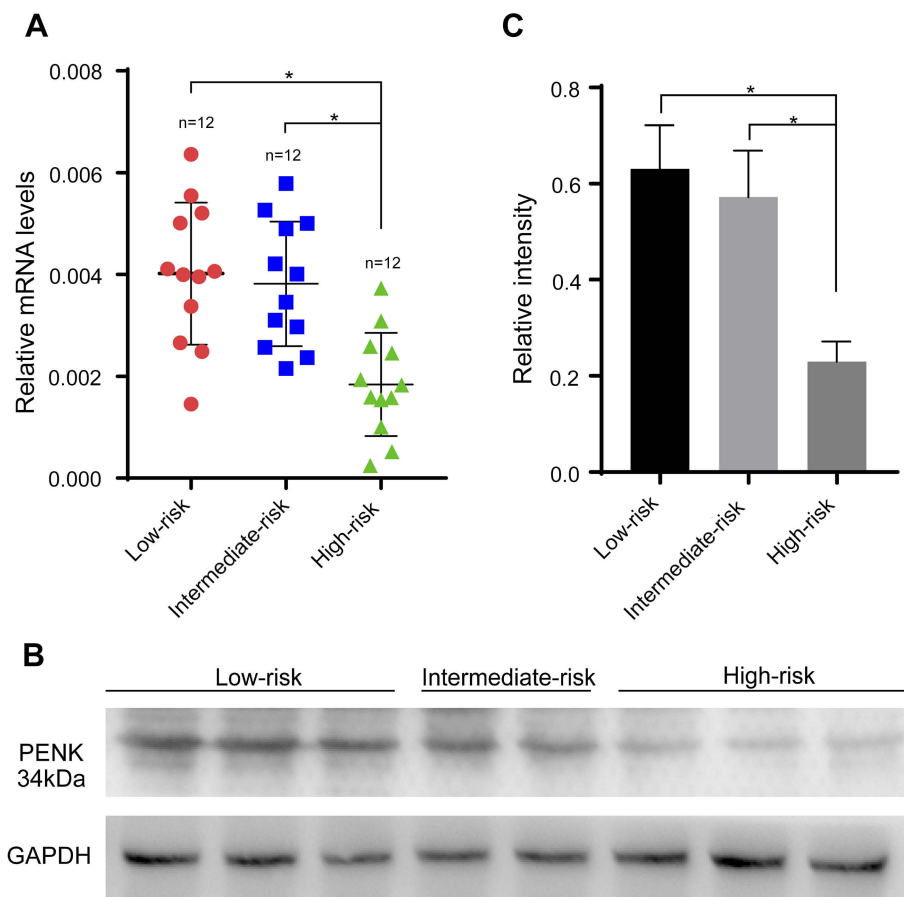 A
Relative mRNA levels
0.008
0.006
0.004
0.002
0.000
*
*
n=12
n=12
n=12
Low-risk
Intermediate-risk
High-risk
C
Relative intensity
0.8
0.6
0.4
0.2
0.0
*
*
Low-risk
Intermediate-risk
High-risk
B
Low-risk Intermediate-risk High-risk
PENK
34kDa
GAPDH